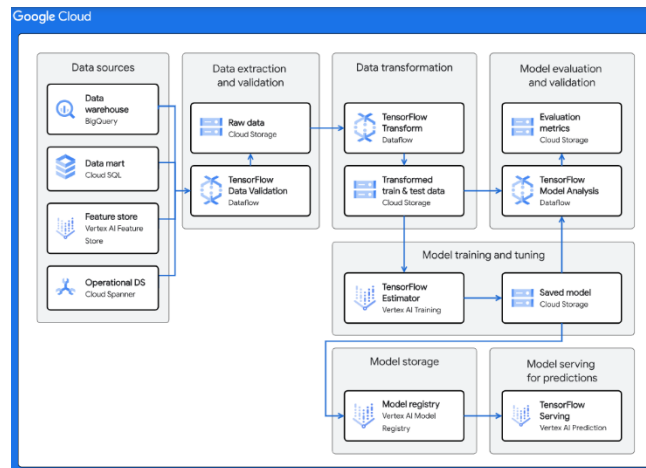 Google Cloud
Data sources
Data
warehouse
BigQuery
Data mart
Cloud SQL
Feature store
Vertex AI Feature
Store
Operational DS
Cloud Spanner
Data extraction
and validation
Raw data
Cloud Storage
TensorFlow
Data Validation
Dataflow
Data transformation
TensorFlow
Transform
Dataflow
Transformed
train & test data
Cloud Storage
Model evaluation
and validation
Evaluation
metrics
Cloud Storage
TensorFlow
Model Analysis
Dataflow
Model training and tuning
TensorFlow
Estimator
Vertex AI Training
Saved model
Cloud Storage
Model storage
Model registry
Vertex AI Model
Registry
Model serving
for predictions
TensorFlow
Serving
Vertex AI Prediction